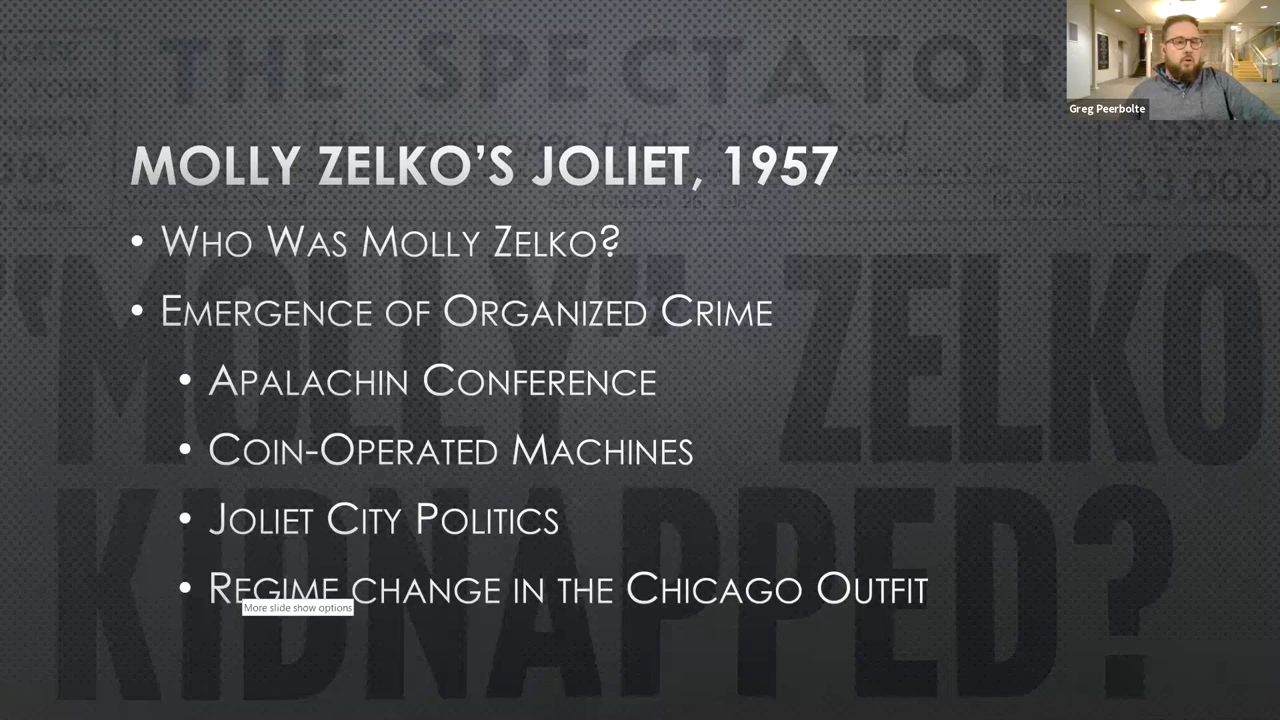 THE
Greg Peerbolte
MOLLY ZELKO'S JOLIET, 1957
• WHO WAS MOLLY ZELKO?
• EMERGENCE OF ORGANIZED CRIME
• APALACHIN CONFERENCE
• COIN-OPERATED MACHINES
• JOLIET CITY POLITICS
• REGIME CHANGE IN THE CHICAGO OUTFIT
More slide show options
"MOLLY" ZELKO
KIDNAPPED?